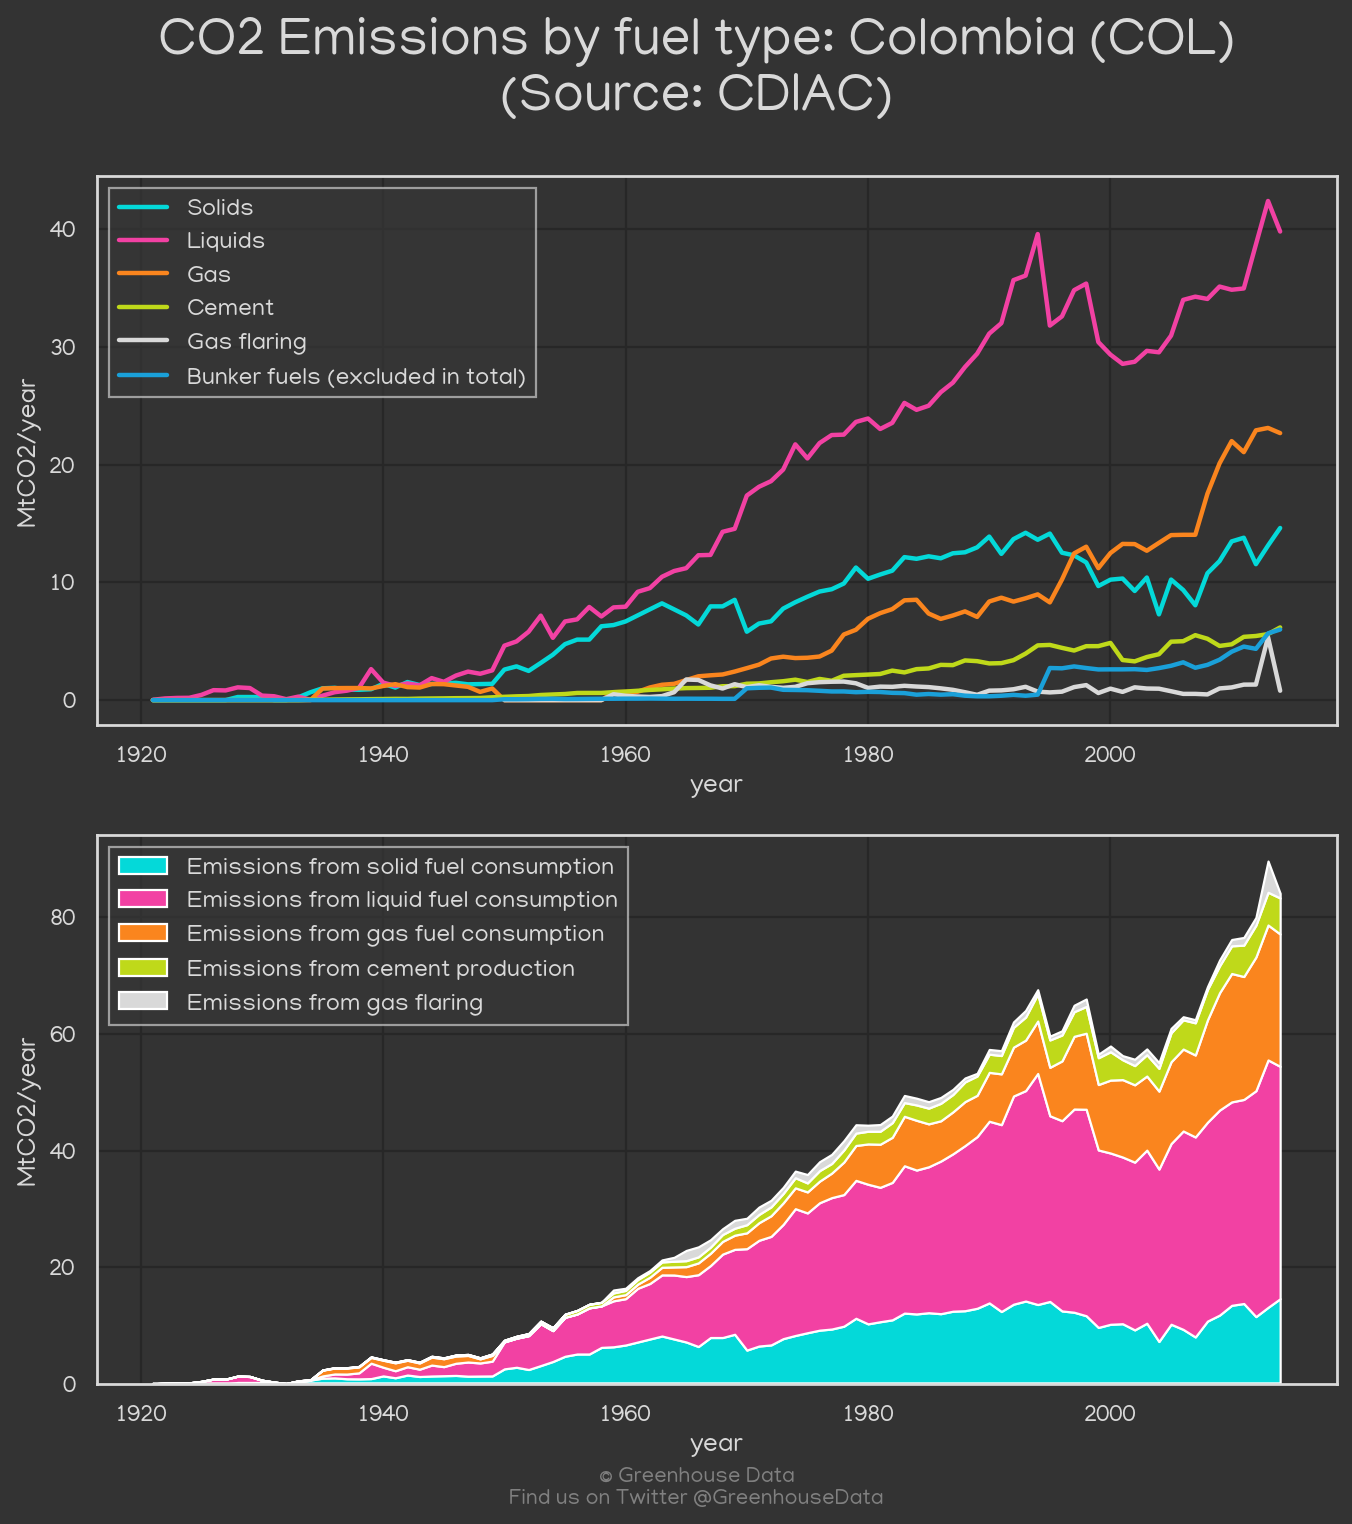 CO2 Emissions by fuel type: Colombia (COL)
(Source: CDIAC)
Solids
Liquids
Gas
Cement
Gas flaring
Bunker fuels (excluded in total)
MtCO2/year
40
30
20
10
0
1920
1940
1960
1980
2000
year
Emissions from solid fuel consumption
Emissions from liquid fuel consumption
Emissions from gas fuel consumption
Emissions from cement production
Emissions from gas flaring
MtCO2/year
80
60
40
20
0
1920
1940
1960
1980
2000
year
© Greenhouse Data
Find us on Twitter @GreenhouseData